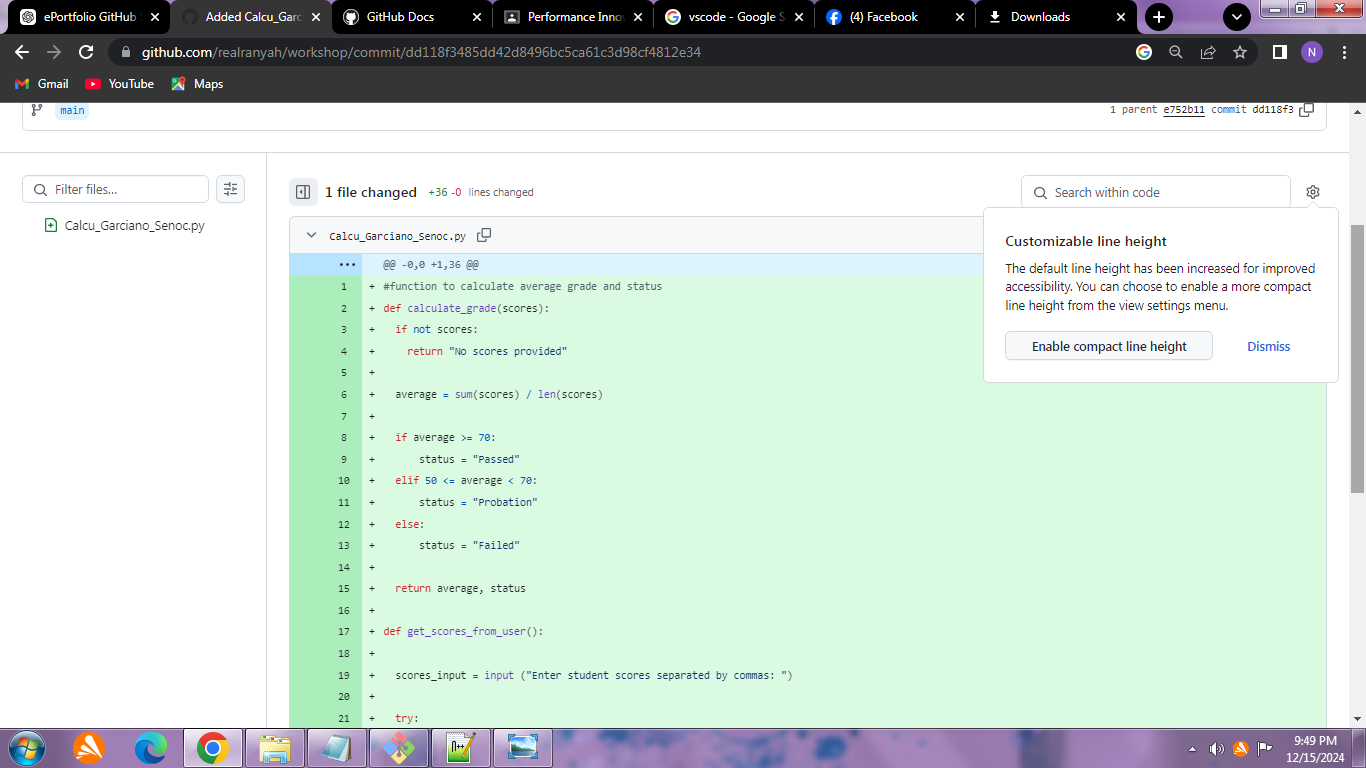 ePortfolio GitHub
Added Calcu_Garc
GitHub Docs
Performance Inno
vscode - Google S
(4) Facebook
Downloads
github.com/realranyah/workshop/commit/dd118f3485dd42d8496bc5ca61c3d98cf4812e34
N
Gmail
YouTube
Maps
main
1 parent e752b11 commit dd118f3
Filter files...
Calcu_Garciano_Senoc.py
1 file changed +36 -0 lines changed
Search within code
Calcu_Garciano_Senoc.py
Customizable line height
The default line height has been increased for improved
accessibility. You can choose to enable a more compact
line height from the view settings menu.
Enable compact line height
Dismiss
@@ -0,0 +1,36 @@
1 + #function to calculate average grade and status
2 + def calculate_grade(scores):
3 + if not scores:
4 + return "No scores provided"
5 +
6 + average = sum(scores) / len(scores)
7 +
8 + if average >= 70:
9 + status = "Passed"
10 + elif 50 <= average < 70:
11 + status = "Probation"
12 + else:
13 + status = "Failed"
14 +
15 + return average, status
16 +
17 + def get_scores_from_user():
18 +
19 + scores_input = input ("Enter student scores separated by commas: ")
20 +
21 + try:
9:49 PM
12/15/2024